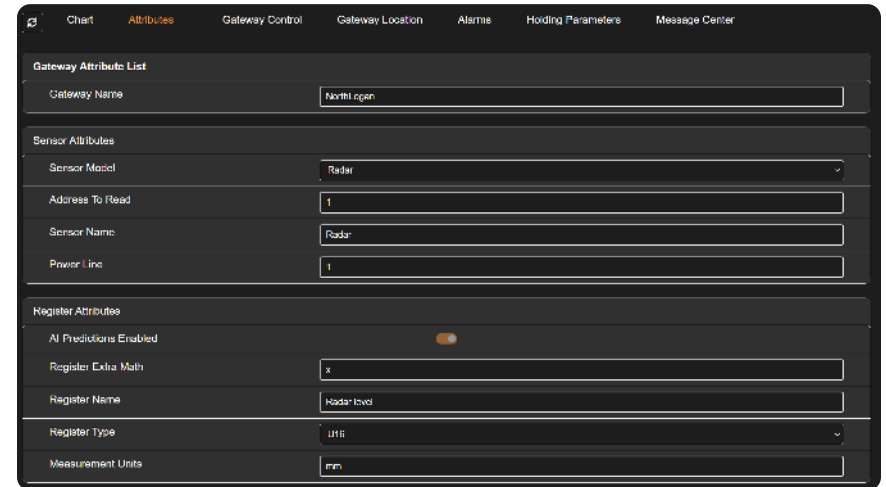 Chart Attributes Gateway Control Gateway Location Alarms Holding Parameters Message Center
Gateway Attribute List
Gateway Name NorthLogan
Sensor Attributes
Sensor Model Radar
Address To Read 1
Sensor Name Radar
Power Line 1
Register Attributes
AI Predictions Enabled
Register Extra Math x
Register Name Radar level
Register Type U16
Measurement Units mm